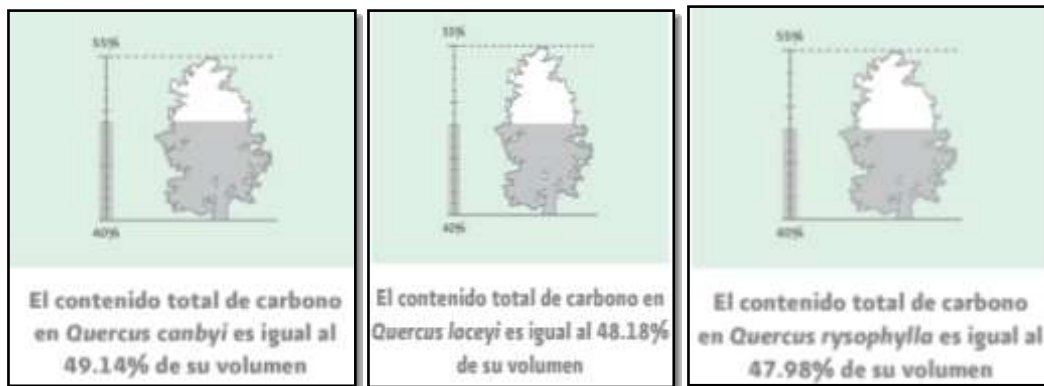 55%
40%
El contenido total de carbono
en Quercus canbyi es igual al
49.14% de su volumen
55%
40%
El contenido total de carbono en
Quercus laceyi es igual al 48.18%
de su volumen
55%
40%
El contenido total de carbono
en Quercus rysophylla es igual al
47.98% de su volumen